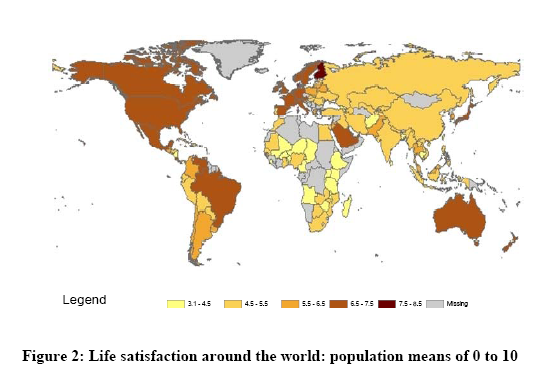 Legend
3.1 - 4.5 4.5 - 5.5 5.5 - 6.5 6.5 - 7.5 7.5 - 8.5 Missing
Figure 2: Life satisfaction around the world: population means of 0 to 10